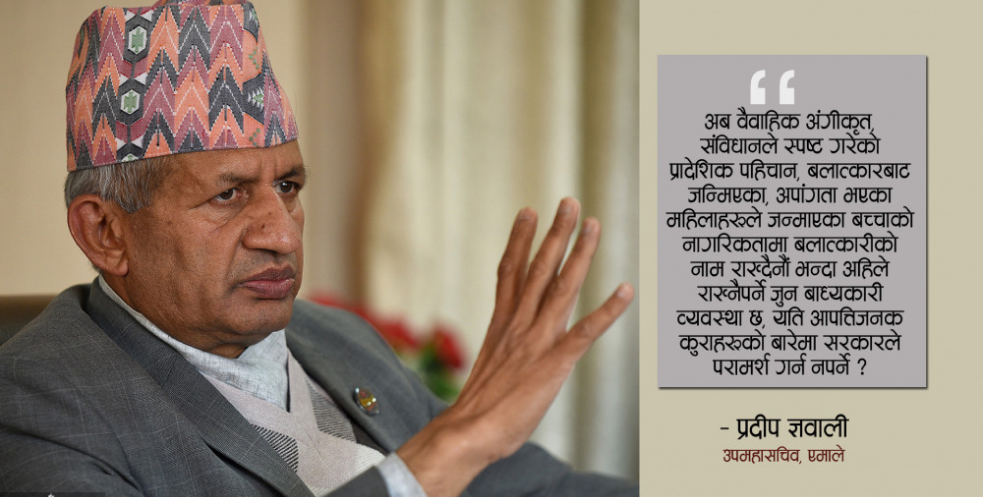 अब वैवाहिक अंगीकृत,
संविधानले स्पष्ट गरेको
प्रादेशिक पहिचान, बलात्कारबाट
जन्मिएका, अपांगता भएका
महिलाहरुले जन्माएका बच्चाको
नागरिकतामा बलात्कारीको
नाम राख्दैनौं भन्दा अहिले
राख्नैपर्ने जुन बाध्यकारी
व्यवस्था छ, यति आपत्तिजनक
कुराहरुको बारेमा सरकारले
परामर्श गर्न नपर्ने ?
- प्रदीप ज्ञवाली
उपमहासचिव, एमाले